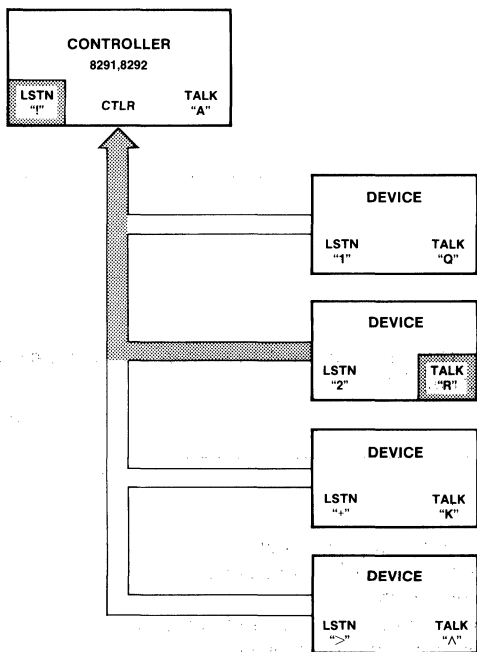 CONTROLLER
8291,8292
LSTN
"!"
CTLR
TALK
"A"
DEVICE
LSTN
"1"
TALK
"Q"
DEVICE
LSTN
"2"
TALK
"R"
DEVICE
LSTN
"+"
TALK
"K"
DEVICE
LSTN
">"
TALK
"^"